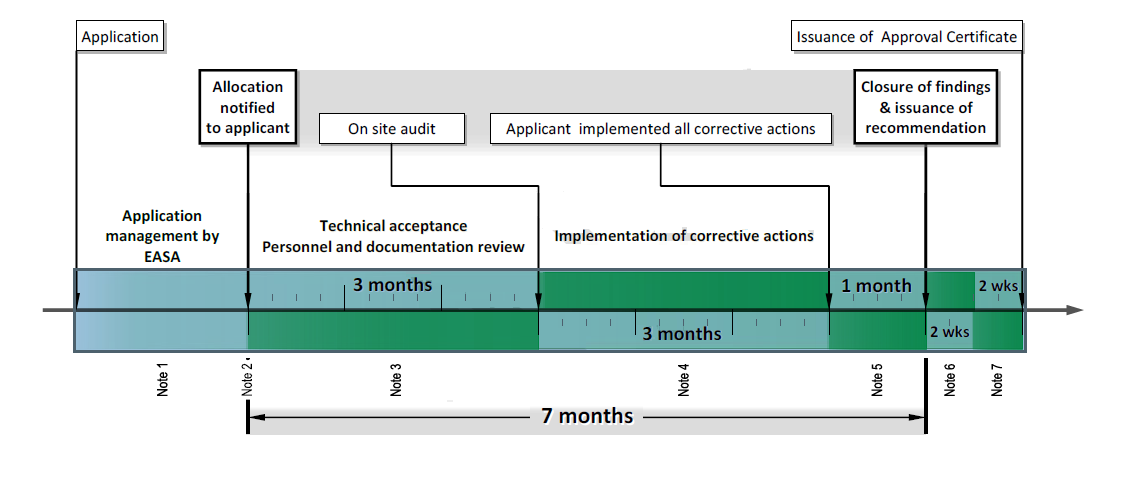 Application
Issuance of Approval Certificate
Allocation
notified
to applicant
Closure of findings
& issuance of
recommendation
On site audit
Applicant implemented all corrective actions
Application
management by
EASA
Technical acceptance
Personnel and documentation review
Implementation of corrective actions
3 months
1 month
2 wks
3 months
2 wks
Note 1
Note 2
Note 3
Note 4
Note 5
Note 6
Note 7
7 months